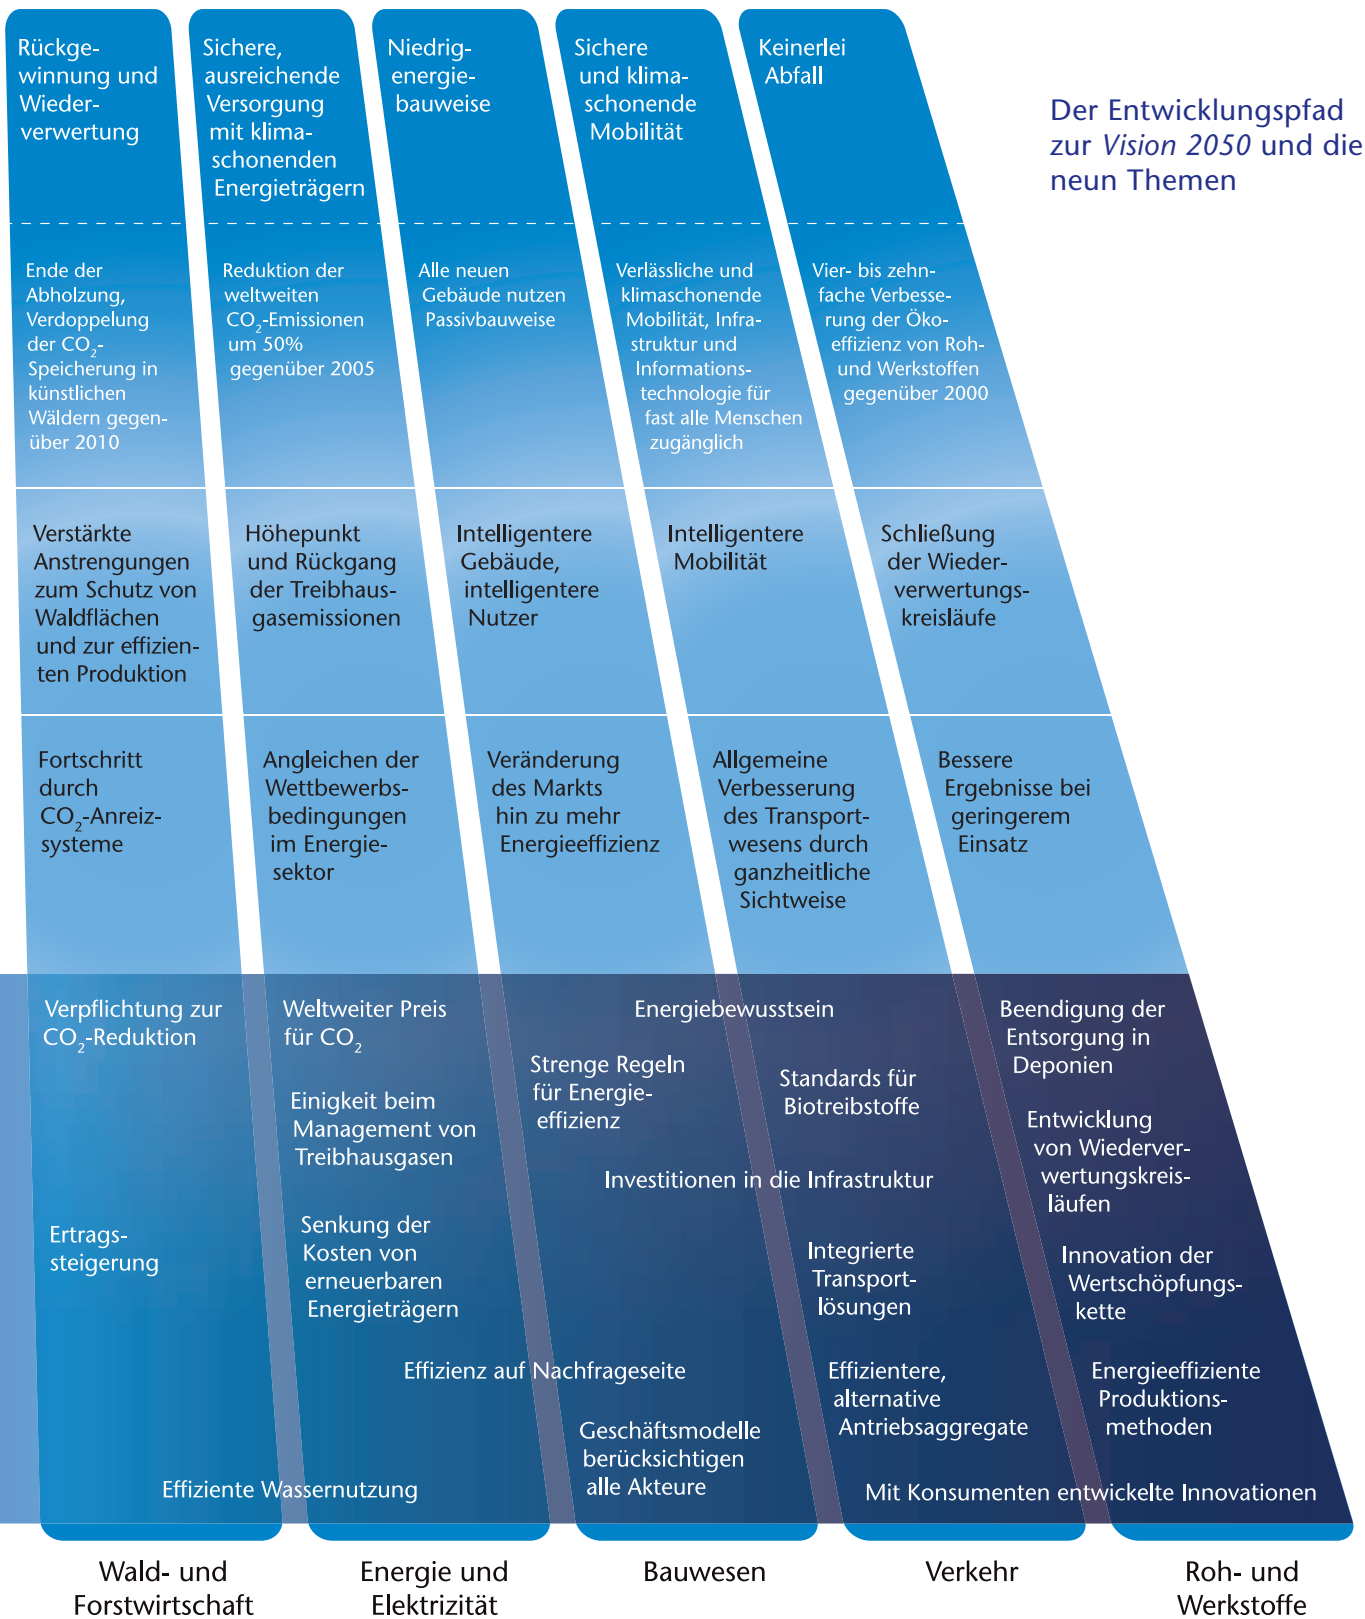 Rückge-
winnung und
Wieder-
verwertung
Sichere,
ausreichende
Versorgung
mit klima-
schonenden
Energieträgern
Niedrig-
energie-
bauweise
Sichere
und klima-
schonende
Mobilität
Keinerlei
Abfall
Der Entwicklungspfad
zur Vision 2050 und die
neun Themen
Ende der
Abholzung,
Verdoppelung
der CO₂-
Speicherung in
künstlichen
Wäldern gegen-
über 2010
Reduktion der
weltweiten
CO₂-Emissionen
um 50%
gegenüber 2005
Alle neuen
Gebäude nutzen
Passivbauweise
Verlässliche und
klimaschonende
Mobilität, Infra-
struktur und
Informations-
technologie für
fast alle Menschen
zugänglich
Vier- bis zehn-
fache Verbesse-
rung der Öko-
effizienz von Roh-
und Werkstoffen
gegenüber 2000
Verstärkte
Anstrengungen
zum Schutz von
Waldflächen
und zur effizien-
ten Produktion
Höhepunkt
und Rückgang
der Treibhaus-
gasemissionen
Intelligentere
Gebäude,
intelligentere
Nutzer
Intelligentere
Mobilität
Schließung
der Wieder-
verwertungs-
kreisläufe
Fortschritt
durch
CO₂-Anreiz-
systeme
Angleichen der
Wettbewerbs-
bedingungen
im Energie-
sektor
Veränderung
des Markts
hin zu mehr
Energieeffizienz
Allgemeine
Verbesserung
des Transport-
wesens durch
ganzheitliche
Sichtweise
Bessere
Ergebnisse bei
geringerem
Einsatz
Verpflichtung zur
CO₂-Reduktion
Weltweiter Preis
für CO₂
Energiebewusstsein
Beendigung der
Entsorgung in
Deponien
Strenge Regeln
für Energie-
effizienz
Standards für
Biotreibstoffe
Einigkeit beim
Management von
Treibhausgasen
Entwicklung
von Wiederver-
wertungskreis-
läufen
Investitionen in die Infrastruktur
Ertrags-
steigerung
Senkung der
Kosten von
erneuerbaren
Energieträgern
Integrierte
Transport-
lösungen
Innovation der
Wertschöpfungs-
kette
Effizienz auf Nachfrageseite
Effizientere,
alternative
Antriebsaggregate
Energieeffiziente
Produktions-
methoden
Geschäftsmodelle
berücksichtigen
alle Akteure
Effiziente Wassernutzung
Mit Konsumenten entwickelte Innovationen
Wald- und
Forstwirtschaft
Energie und
Elektrizität
Bauwesen
Verkehr
Roh- und
Werkstoffe